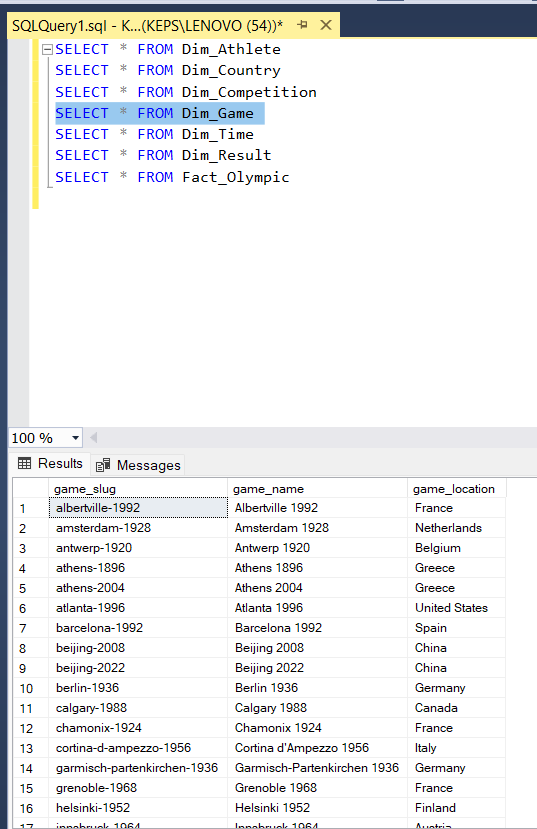 SQLQuery1.sql - K...(KEPS\LENOVO (54))*
SELECT * FROM Dim_Athlete
SELECT * FROM Dim_Country
SELECT * FROM Dim_Competition
SELECT * FROM Dim_Game
SELECT * FROM Dim_Time
SELECT * FROM Dim_Result
SELECT * FROM Fact_Olympic
100 %
Results Messages
game_slug game_name game_location
1 albertville-1992 Albertville 1992 France
2 amsterdam-1928 Amsterdam 1928 Netherlands
3 antwerp-1920 Antwerp 1920 Belgium
4 athens-1896 Athens 1896 Greece
5 athens-2004 Athens 2004 Greece
6 atlanta-1996 Atlanta 1996 United States
7 barcelona-1992 Barcelona 1992 Spain
8 beijing-2008 Beijing 2008 China
9 beijing-2022 Beijing 2022 China
10 berlin-1936 Berlin 1936 Germany
11 calgary-1988 Calgary 1988 Canada
12 chamonix-1924 Chamonix 1924 France
13 cortina-d-ampezzo-1956 Cortina d'Ampezzo 1956 Italy
14 garmisch-partenkirchen-1936 Garmisch-Partenkirchen 1936 Germany
15 grenoble-1968 Grenoble 1968 France
16 helsinki-1952 Helsinki 1952 Finland
17 innsbruck-1964 Innsbruck 1964 Austria